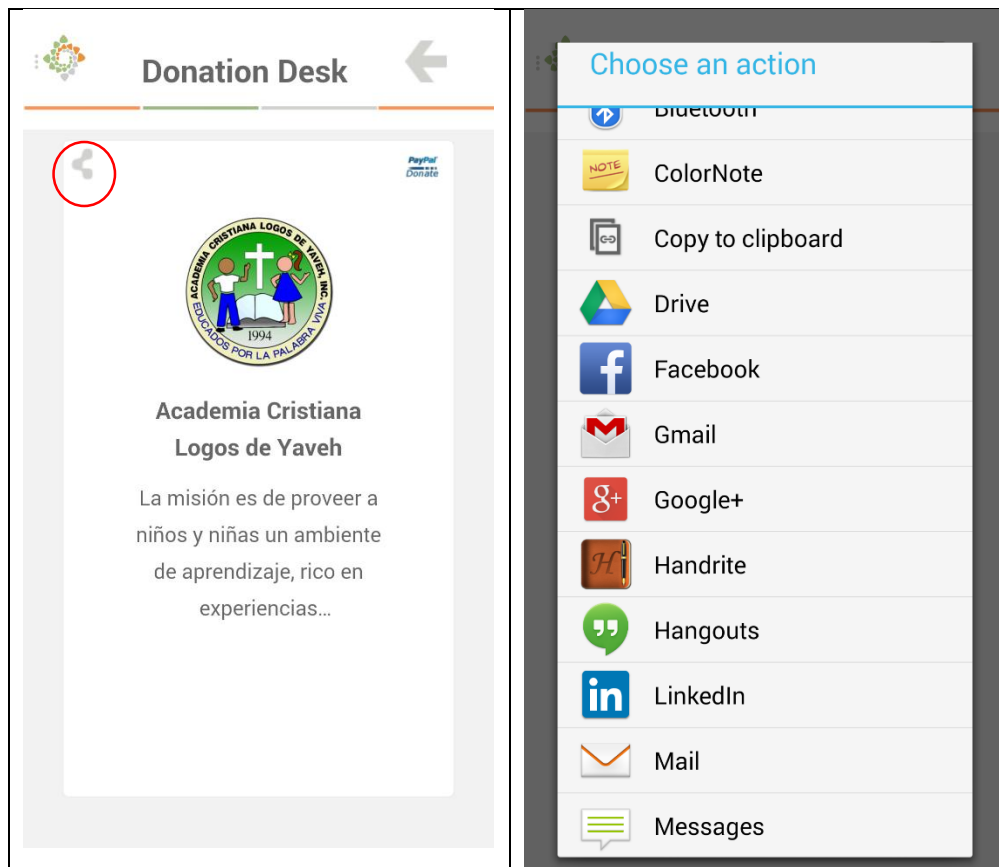 Donation Desk
PayPal
Donate
ACADEMIA CRISTIANA LOGOS DE YAVEH, INC.
1994
EDUCADOS POR LA PALABRA VIVA
Academia Cristiana
Logos de Yaveh
La misión es de proveer a
niños y niñas un ambiente
de aprendizaje, rico en
experiencias...
Choose an action
Bluetooth
NOTE
ColorNote
Copy to clipboard
Drive
f
Facebook
M
Gmail
g+
Google+
H
Handrite
Hangouts
in
LinkedIn
Mail
Messages